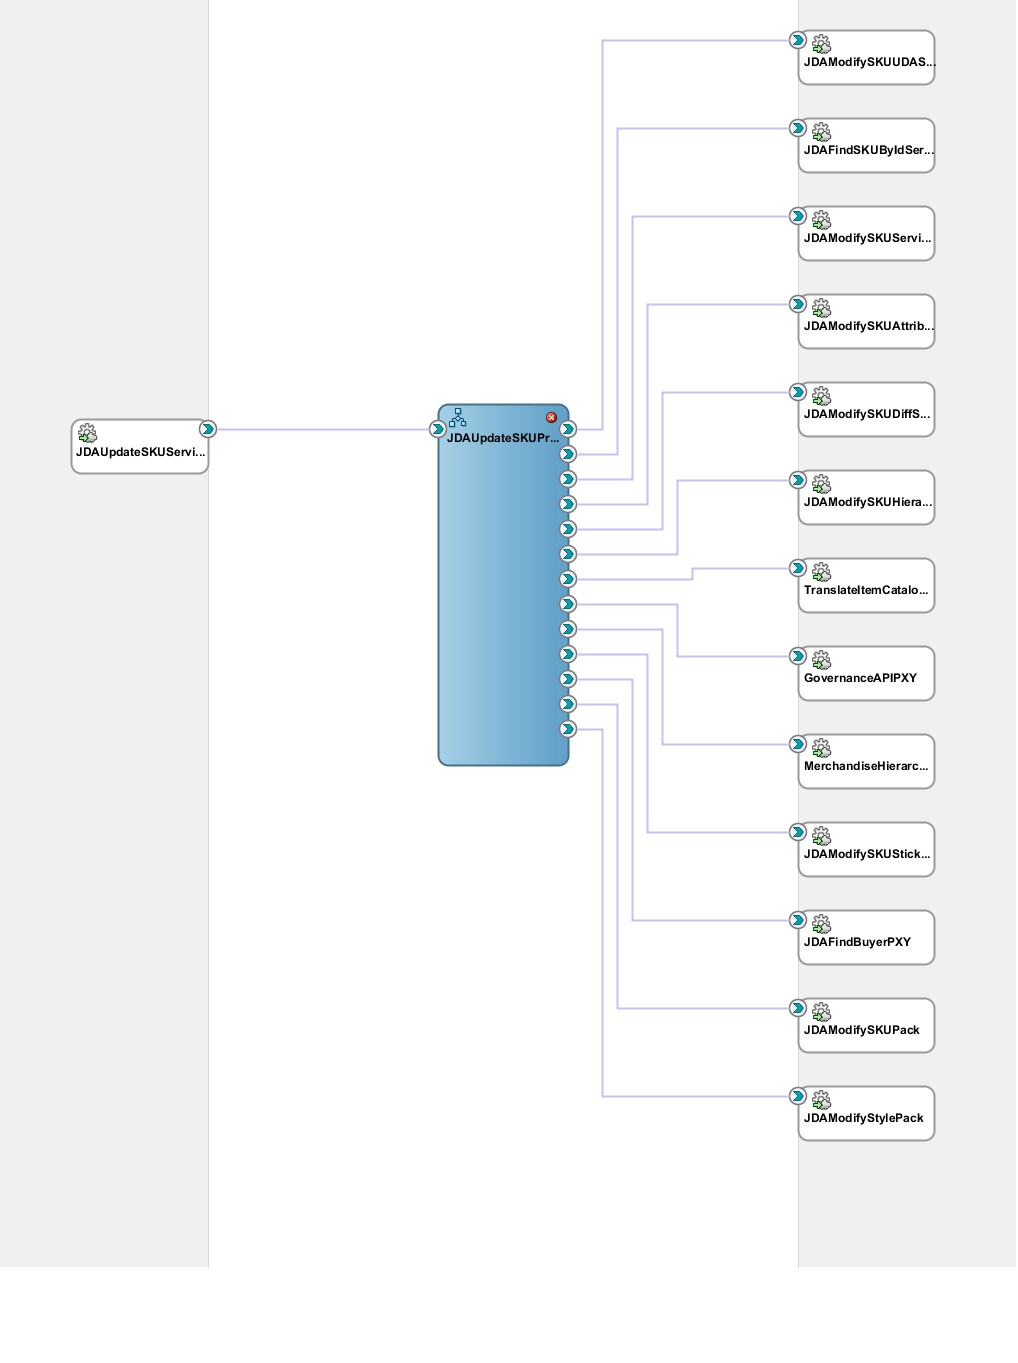 JDAModifySKUUDAS...
JDAFindSKUByIdSer...
JDAModifySKUServi...
JDAModifySKUAttrib...
JDAModifySKUDiffS...
JDAUpdateSKUServi...
JDAUpdateSKUPr...
JDAModifySKUHiera...
TranslateItemCatalo...
GovernanceAPIPXY
MerchandiseHierarc...
JDAModifySKUStick...
JDAFindBuyerPXY
JDAModifySKUPack
JDAModifyStylePack